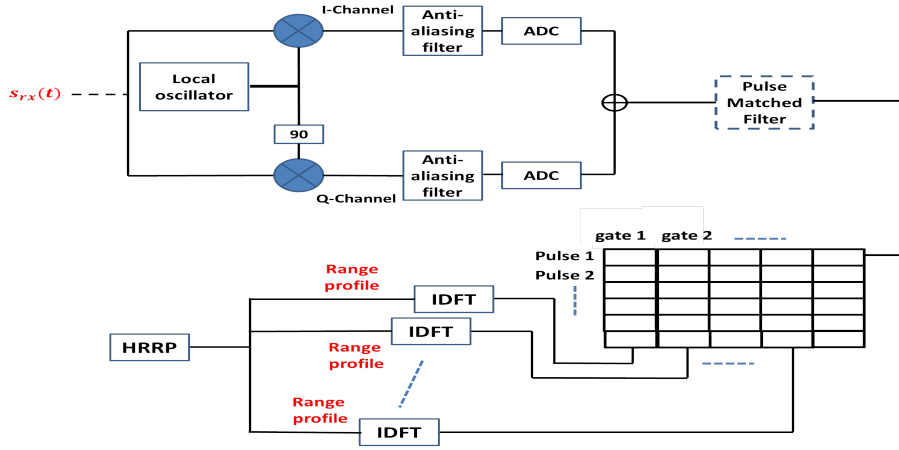 I-Channel
Anti-
aliasing
filter
ADC
Local
oscillator
s_rx(t)
90
Pulse
Matched
Filter
Anti-
aliasing
filter
ADC
Q-Channel
gate 1 gate 2
Pulse 1
Pulse 2
Range
profile
IDFT
IDFT
HRRP
Range
profile
Range
profile
IDFT